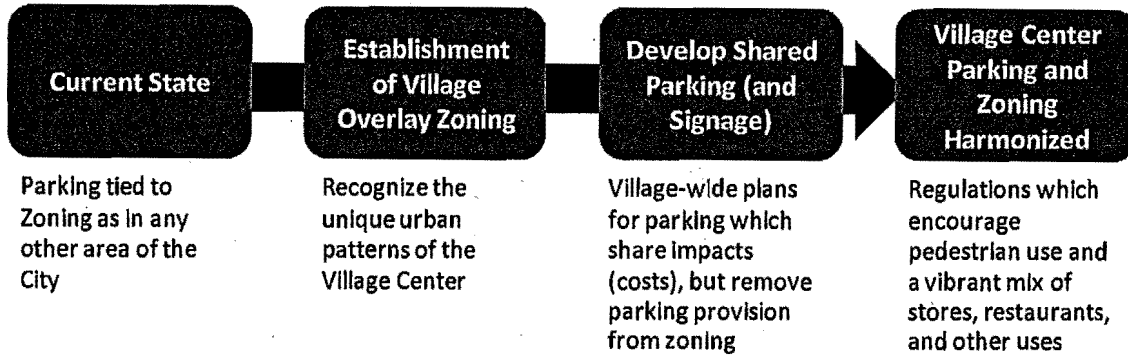 Current State
Parking tied to
Zoning as in any
other area of the
City
Establishment
of Village
Overlay Zoning
Recognize the
unique urban
patterns of the
Village Center
Develop Shared
Parking (and
Signage)
Village-wide plans
for parking which
share impacts
(costs), but remove
parking provision
from zoning
Village Center
Parking and
Zoning
Harmonized
Regulations which
encourage
pedestrian use and
a vibrant mix of
stores, restaurants,
and other uses